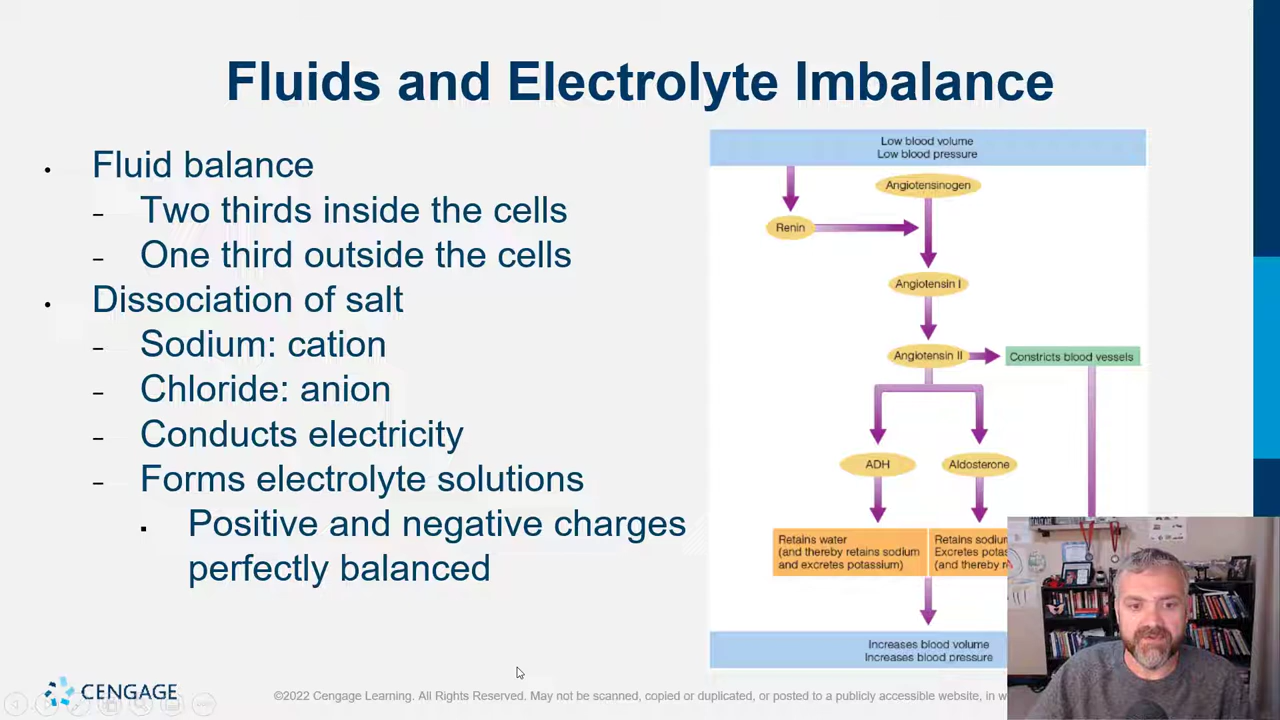 Fluids and Electrolyte Imbalance
Fluid balance
Two thirds inside the cells
One third outside the cells
Dissociation of salt
Sodium: cation
Chloride: anion
Conducts electricity
Forms electrolyte solutions
Positive and negative charges
perfectly balanced
Low blood volume
Low blood pressure
Angiotensinogen
Renin
Angiotensin I
Angiotensin II
Constricts blood vessels
ADH
Aldosterone
Retains water
(and thereby retains sodium
and excretes potassium)
Retains
Excretes
(and thereby
Increases blood volume
Increases blood pressure
CENGAGE
©2022 Cengage Learning. All Rights Reserved. May not be scanned, copied or duplicated, or posted to a publicly accessible website, in